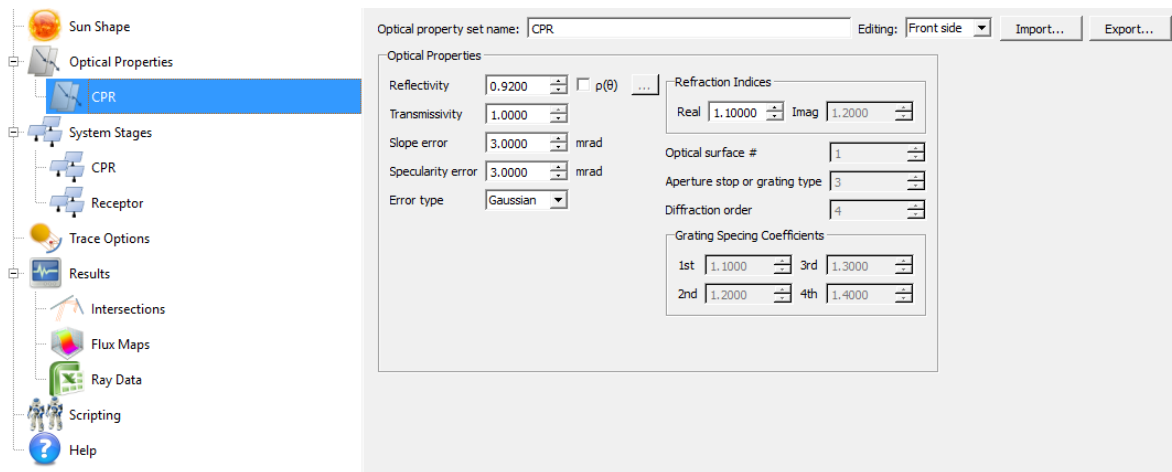 Sun Shape
Optical Properties
CPR
System Stages
CPR
Receptor
Trace Options
Results
Intersections
Flux Maps
Ray Data
Scripting
Help
Optical property set name: CPR Editing: Front side Import... Export...
Optical Properties
Reflectivity 0.9200 ρ(θ) ...
Transmissivity 1.0000
Slope error 3.0000 mrad
Specularity error 3.0000 mrad
Error type Gaussian
Refraction Indices
Real 1.10000 Imag 1.2000
Optical surface # 1
Aperture stop or grating type 3
Diffraction order 4
Grating Specing Coefficients
1st 1.1000 3rd 1.3000
2nd 1.2000 4th 1.4000